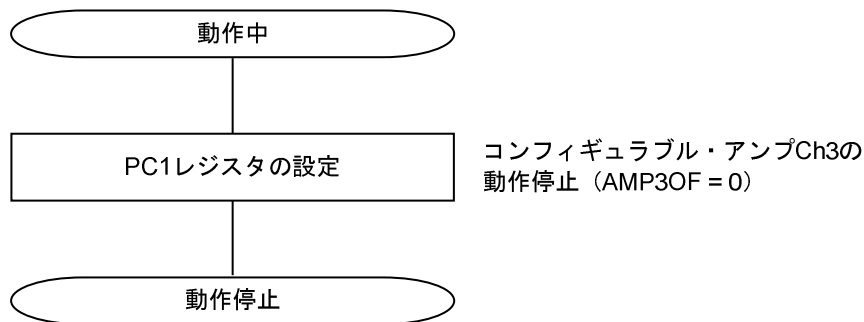 動作中
PC1レジスタの設定
コンフィギュラブル・アンプCh3の
動作停止（AMP3OF = 0）
動作停止